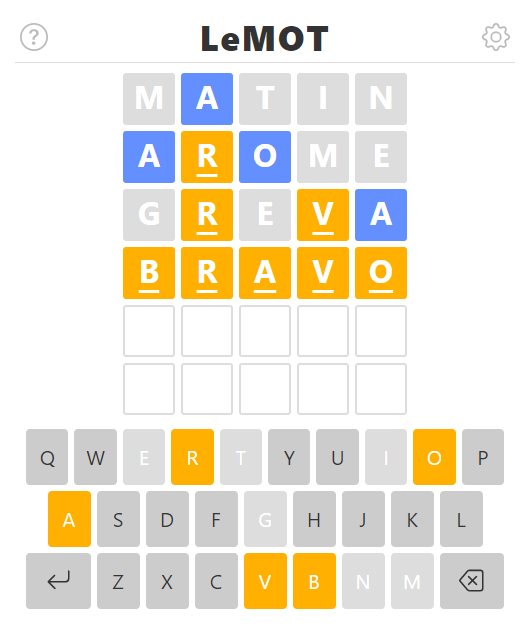 ?
LeMOT
M A T I N
A R O M E
G R E V A
B R A V O
Q W E R T Y U I O P
A S D F G H J K L
Z X C V B N M